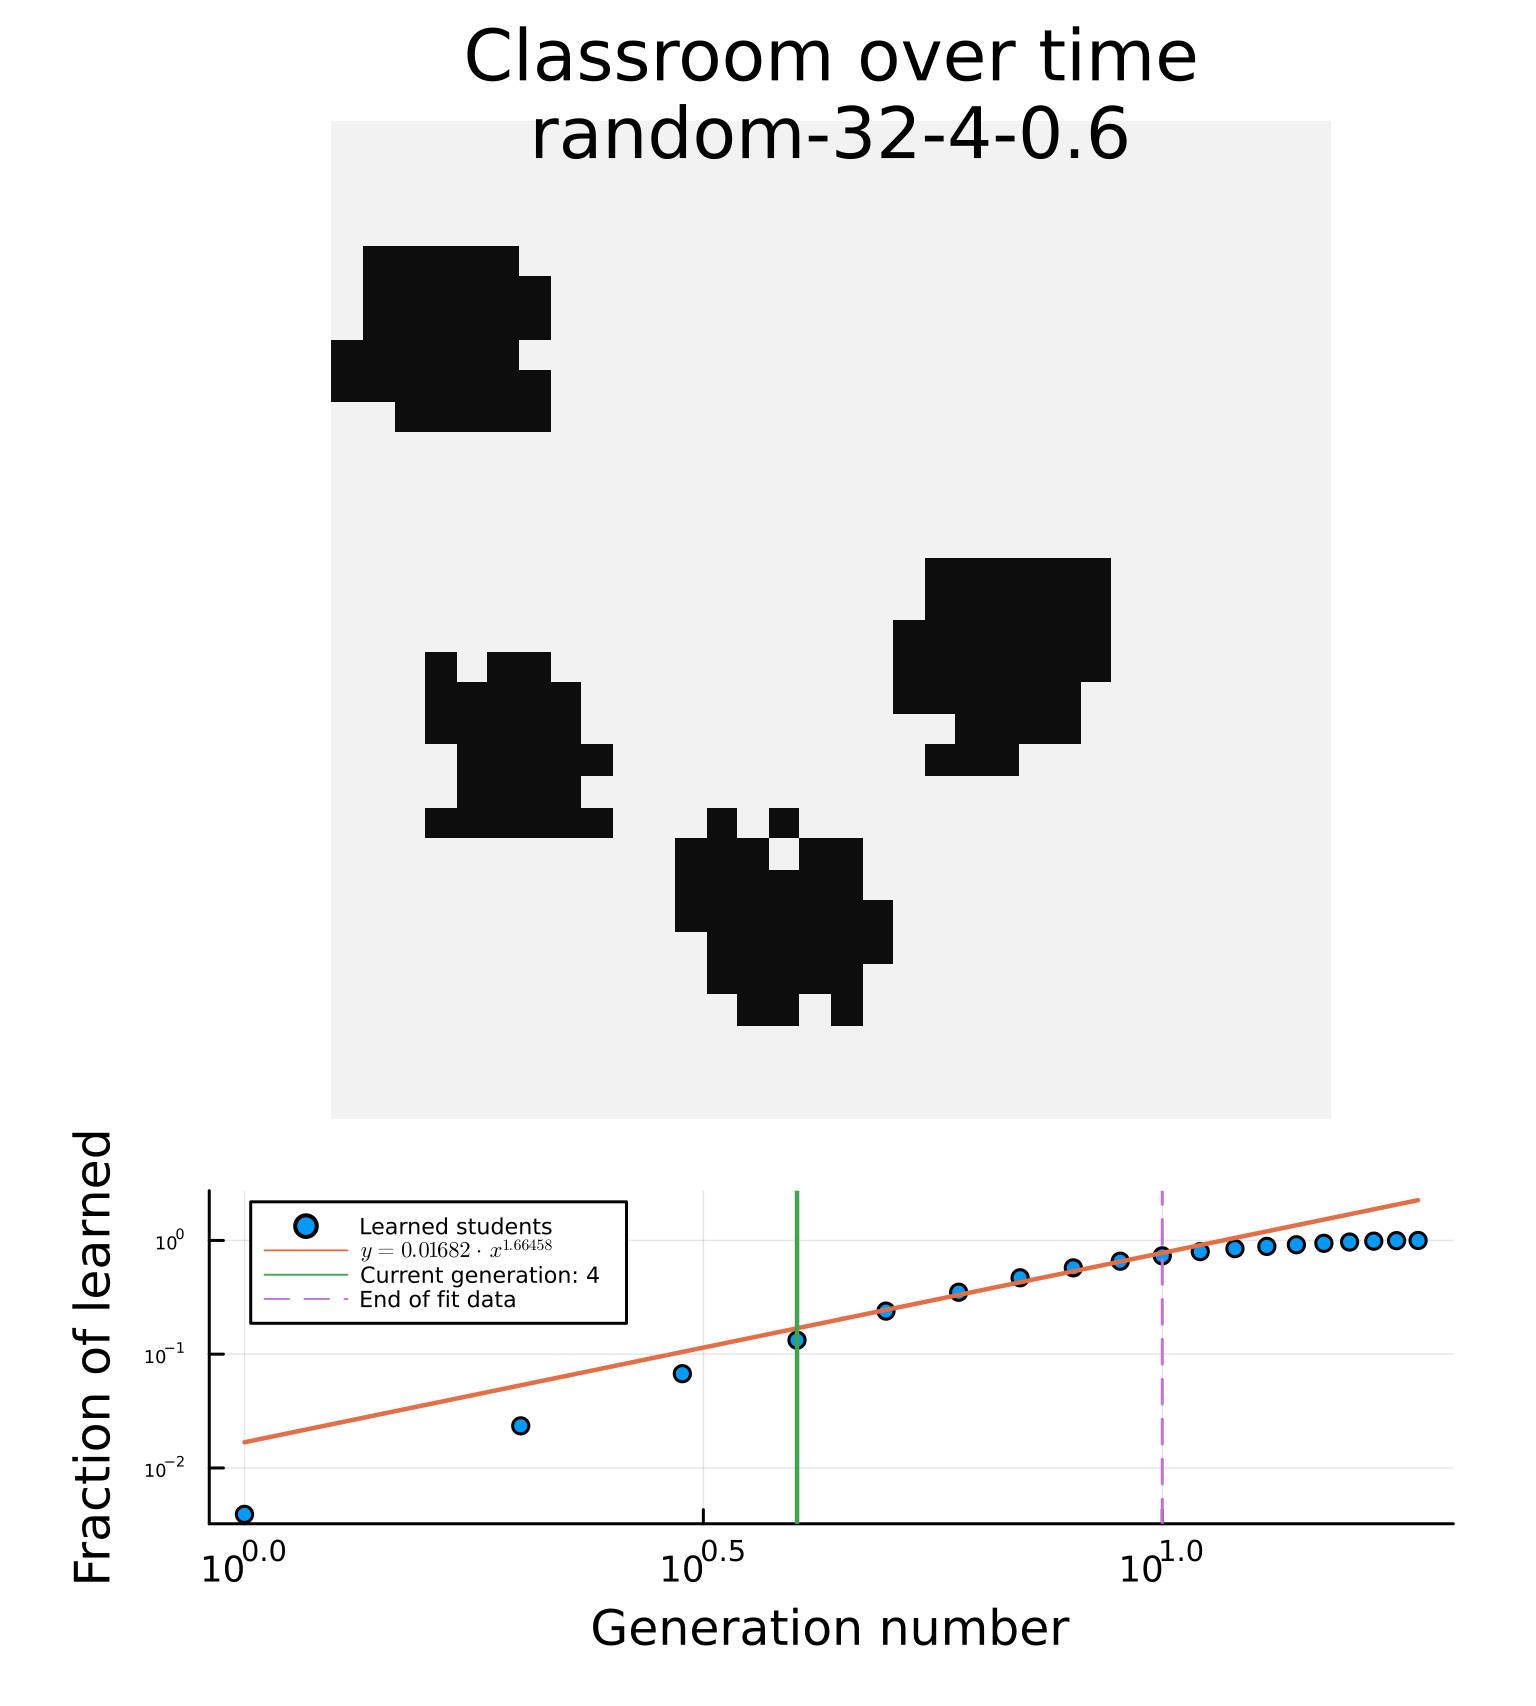 Classroom over time
random-32-4-0.6
Fraction of learned
10^0
10^-1
10^-2
Learned students
y = 0.01682 · x^1.66458
Current generation: 4
End of fit data
10^0.0 10^0.5 10^1.0
Generation number